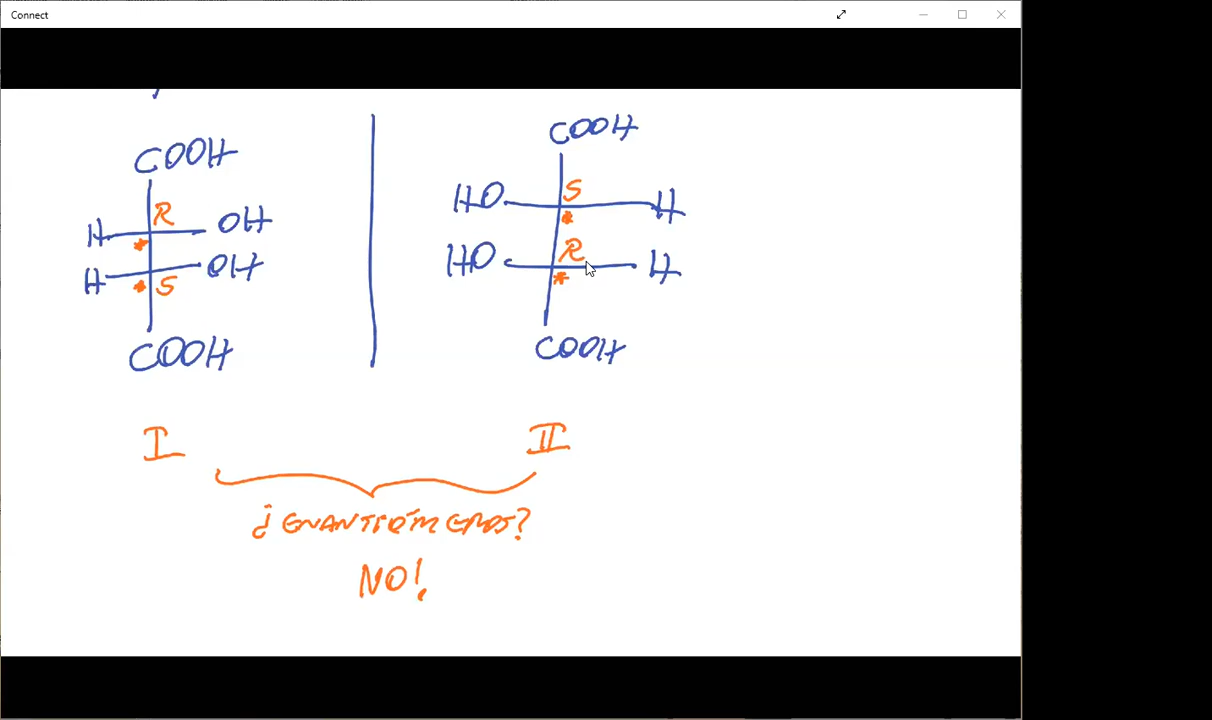 Connect
COOH
COOH
HO S H
H R OH
*
*
HO R H
H OH
*
* S
COOH
COOH
I II
¿ENANTIÓMEROS?
NO!